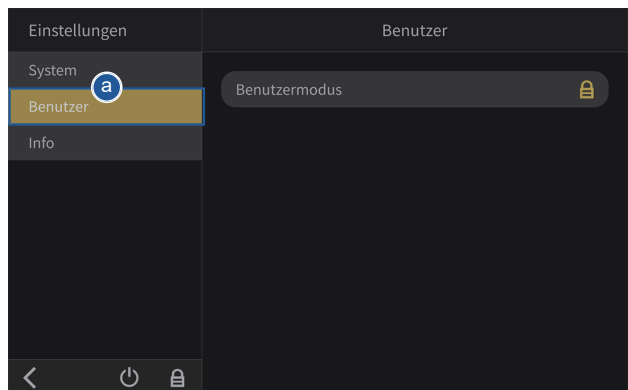 Einstellungen
Benutzer
System
a
Benutzer
Info
Benutzermodus